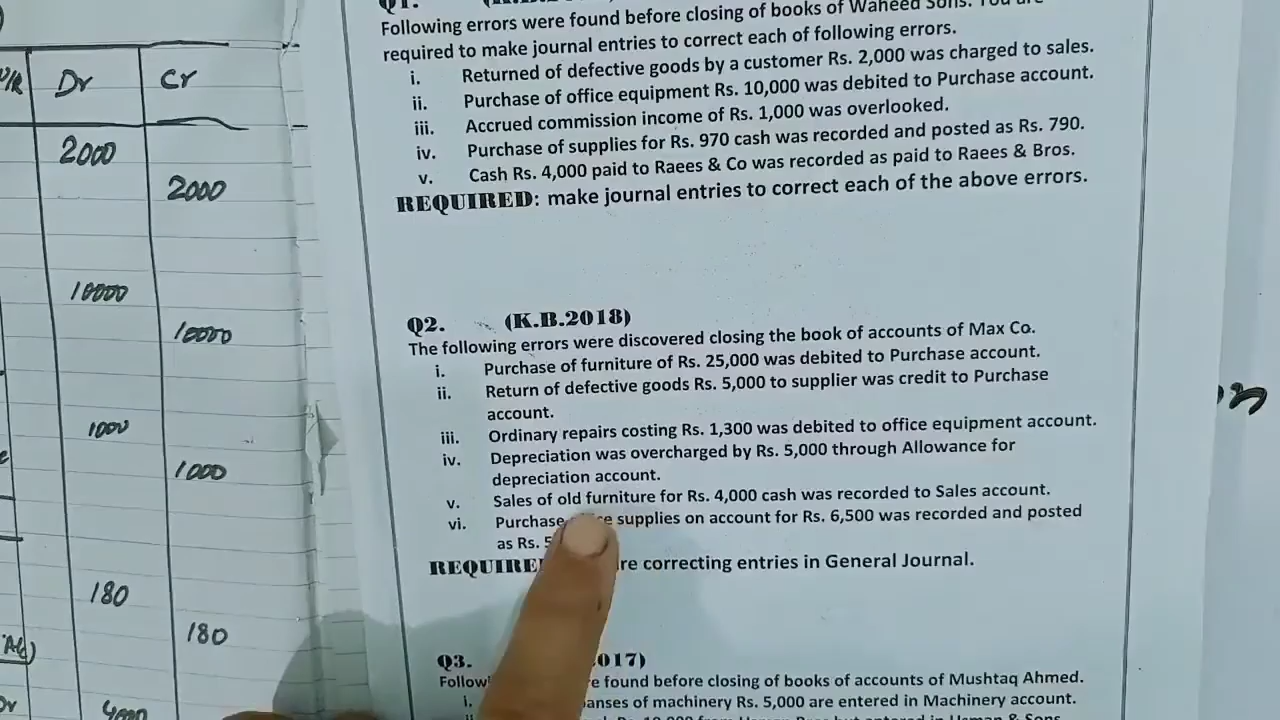 Following errors were found before closing of books of Waheed Sons. You are
required to make journal entries to correct each of following errors.
i. Returned of defective goods by a customer Rs. 2,000 was charged to sales.
ii. Purchase of office equipment Rs. 10,000 was debited to Purchase account.
iii. Accrued commission income of Rs. 1,000 was overlooked.
iv. Purchase of supplies for Rs. 970 cash was recorded and posted as Rs. 790.
v. Cash Rs. 4,000 paid to Raees & Co was recorded as paid to Raees & Bros.
REQUIRED: make journal entries to correct each of the above errors.
Q2. (K.B.2018)
The following errors were discovered closing the book of accounts of Max Co.
i. Purchase of furniture of Rs. 25,000 was debited to Purchase account.
ii. Return of defective goods Rs. 5,000 to supplier was credit to Purchase
account.
iii. Ordinary repairs costing Rs. 1,300 was debited to office equipment account.
iv. Depreciation was overcharged by Rs. 5,000 through Allowance for
depreciation account.
v. Sales of old furniture for Rs. 4,000 cash was recorded to Sales account.
vi. Purchase supplies on account for Rs. 6,500 was recorded and posted
as Rs. 5
REQUIRE re correcting entries in General Journal.
Q3. 017)
Follow e found before closing of books of accounts of Mushtaq Ahmed.
i. anses of machinery Rs. 5,000 are entered in Machinery account.
Dr Cr
2000
2000
10000
10000
1000
1000
180
180
4000